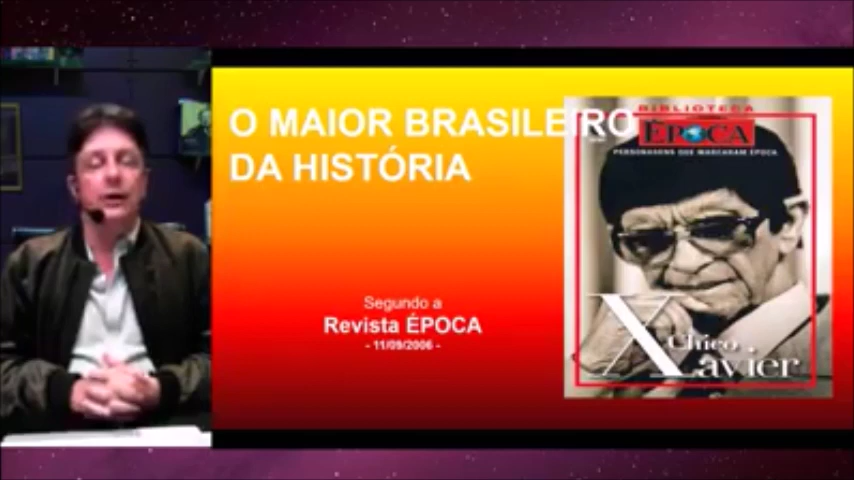 O MAIOR BRASILEIRO
DA HISTÓRIA
BIBLIOTECA
ÉPOCA
PERSONAGENS QUE MARCARAM ÉPOCA
Segundo a
Revista ÉPOCA
- 11/09/2006 -
Chico
Xavier